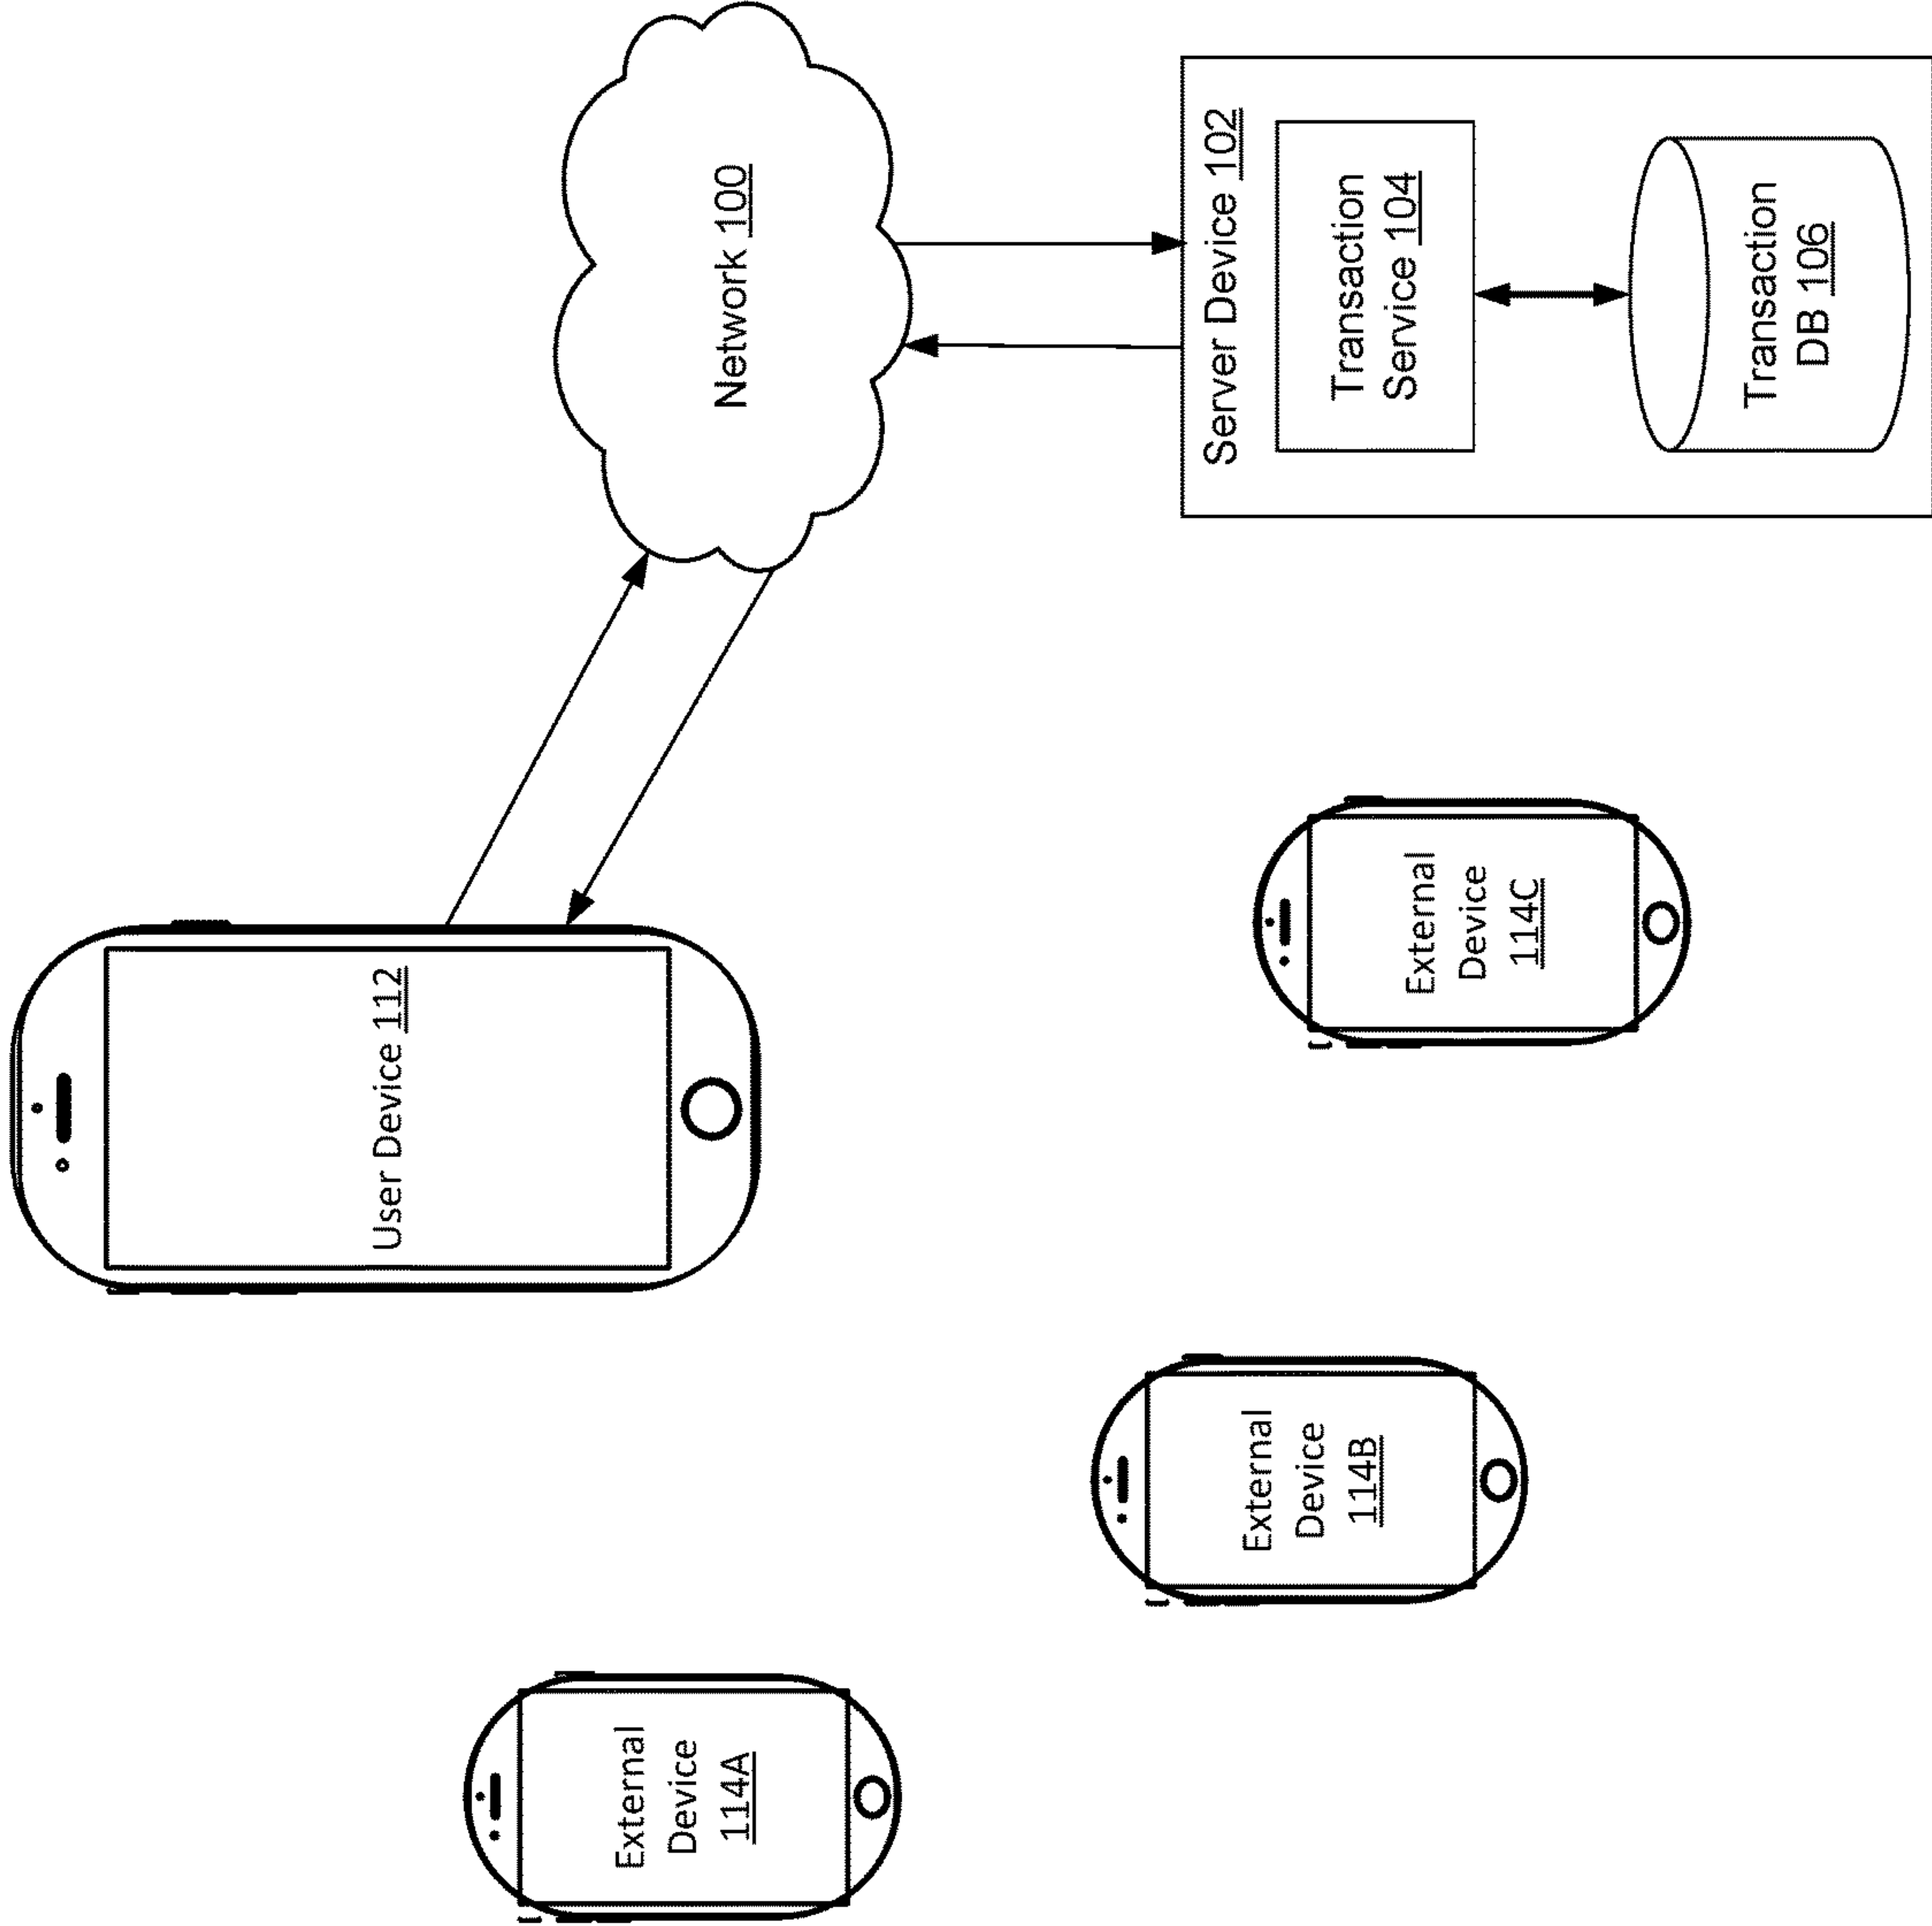 User Device 112
Network 100
Server Device 102
Transaction
Service 104
Transaction
DB 106
External
Device
114A
External
Device
114B
External
Device
114C